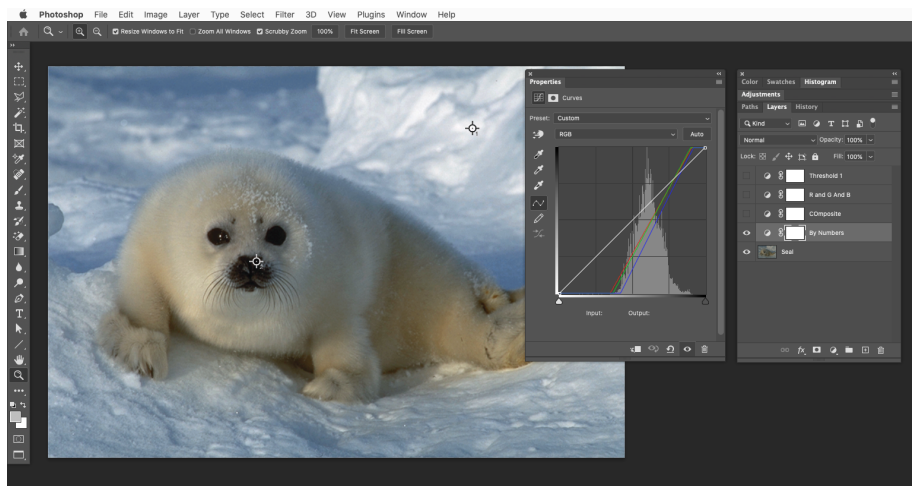 Photoshop File Edit Image Layer Type Select Filter 3D View Plugins Window Help
Resize Windows to Fit Zoom All Windows Scrubby Zoom 100% Fit Screen Fill Screen
Properties
Curves
Preset: Custom
RGB Auto
Input: Output:
Color Swatches Histogram
Adjustments
Paths Layers History
Kind
Normal Opacity: 100%
Lock: Fill: 100%
Threshold 1
R and G And B
COmposite
By Numbers
Seal